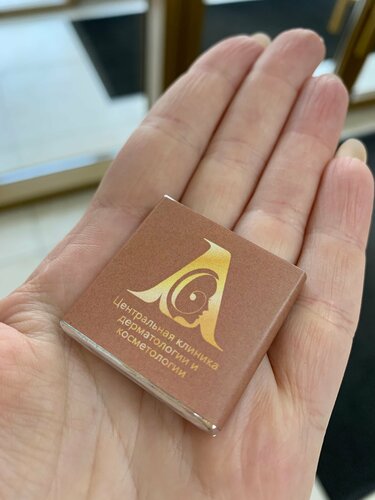 Центральная клиника
дерматологии и
косметологии